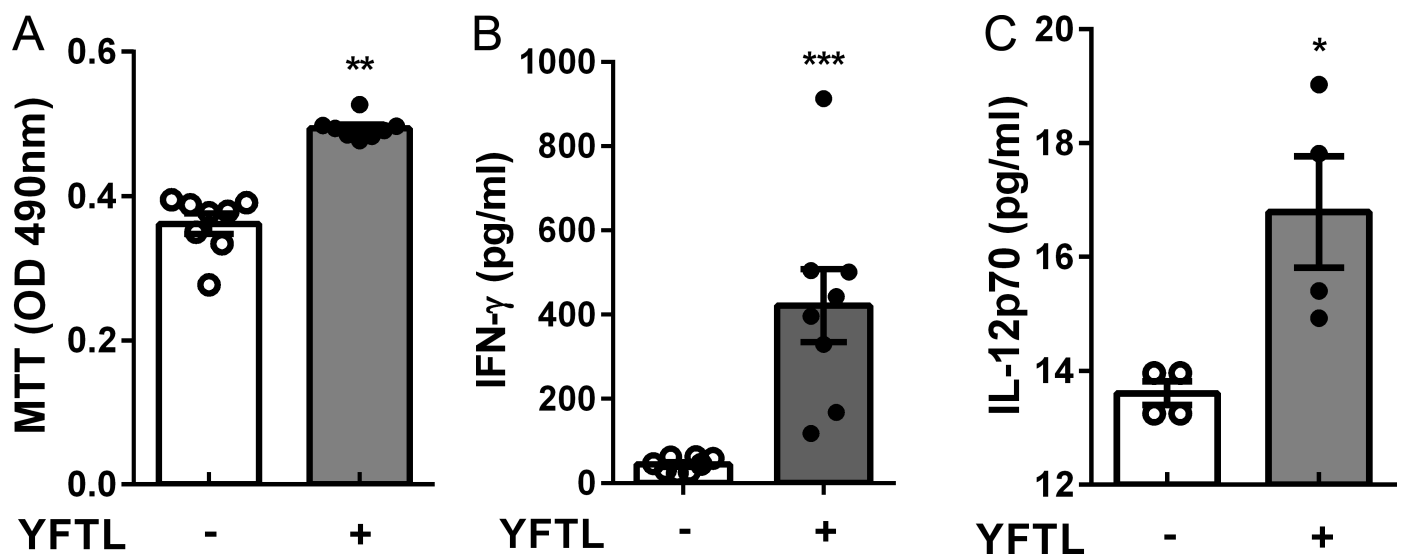 A
MTT (OD 490nm)
0.6
0.4
0.2
0.0
**
YFTL - +
B
IFN-γ (pg/ml)
1000
800
600
400
200
0
***
YFTL - +
C
IL-12p70 (pg/ml)
20
18
16
14
12
*
YFTL - +